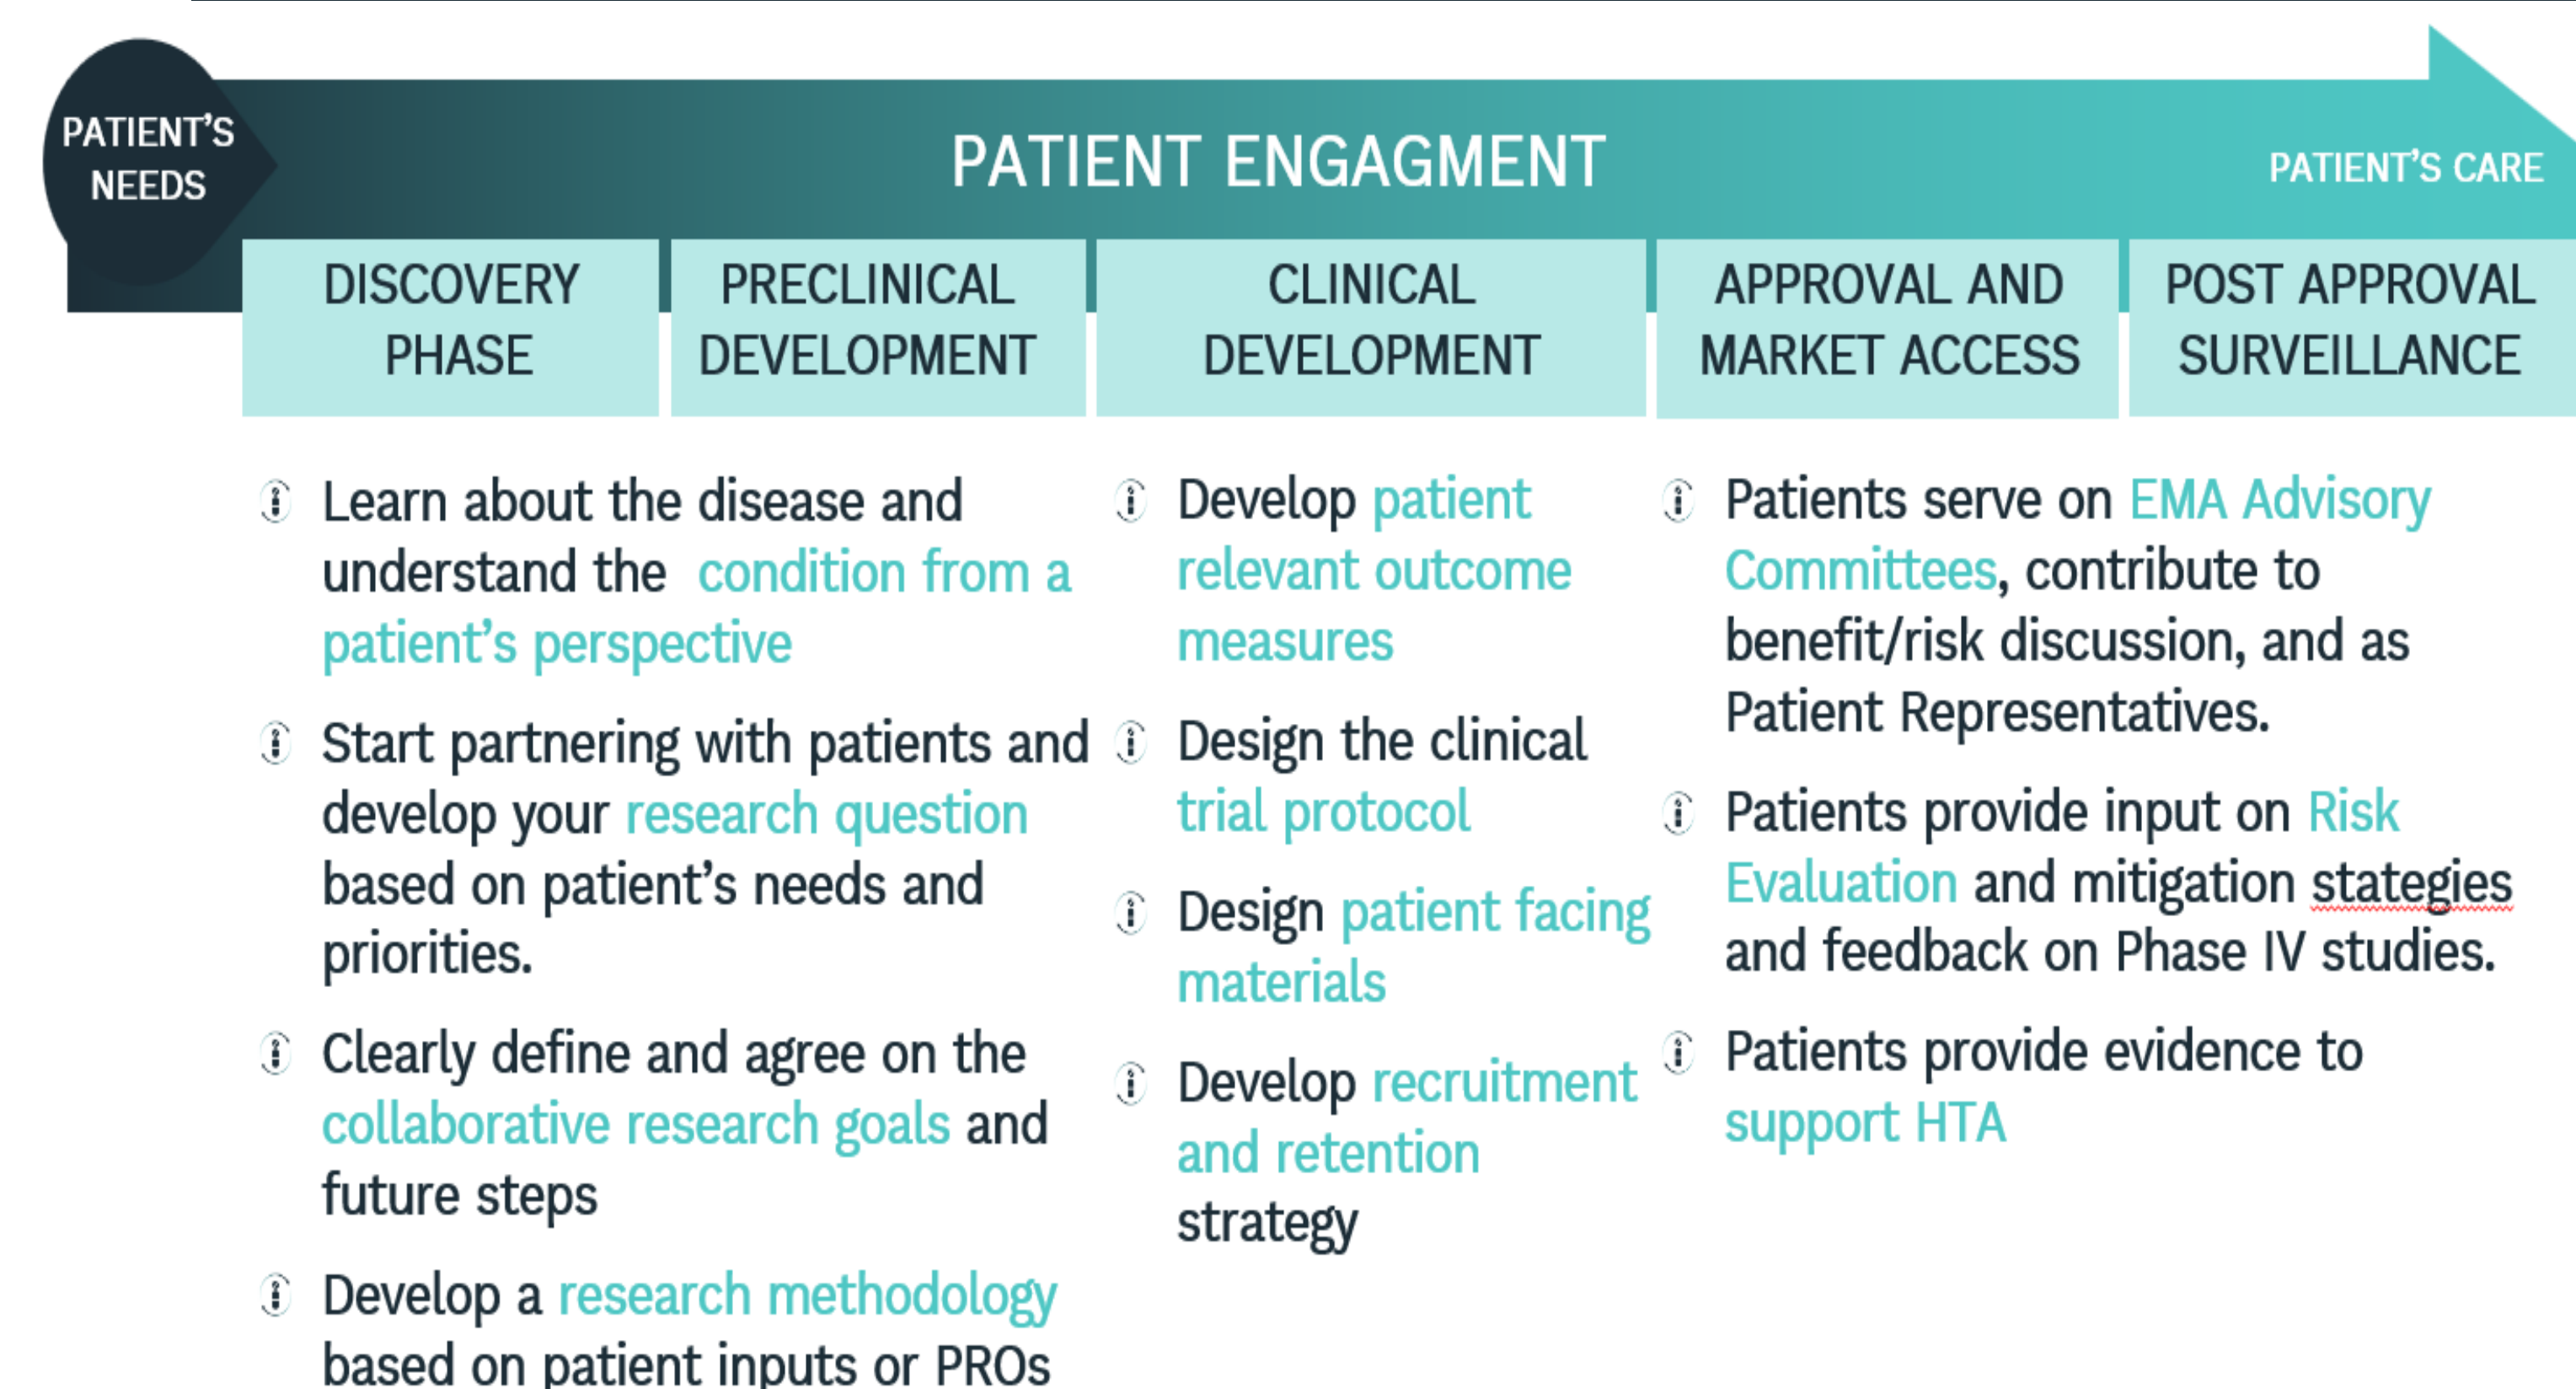 PATIENT'S
NEEDS
PATIENT ENGAGMENT
PATIENT'S CARE
DISCOVERY
PHASE
PRECLINICAL
DEVELOPMENT
CLINICAL
DEVELOPMENT
APPROVAL AND
MARKET ACCESS
POST APPROVAL
SURVEILLANCE
Learn about the disease and
understand the condition from a
patient's perspective
Start partnering with patients and
develop your research question
based on patient's needs and
priorities.
Clearly define and agree on the
collaborative research goals and
future steps
Develop a research methodology
based on patient inputs or PROs
Develop patient
relevant outcome
measures
Design the clinical
trial protocol
Design patient facing
materials
Develop recruitment
and retention
strategy
Patients serve on EMA Advisory
Committees, contribute to
benefit/risk discussion, and as
Patient Representatives.
Patients provide input on Risk
Evaluation and mitigation stategies
and feedback on Phase IV studies.
Patients provide evidence to
support HTA